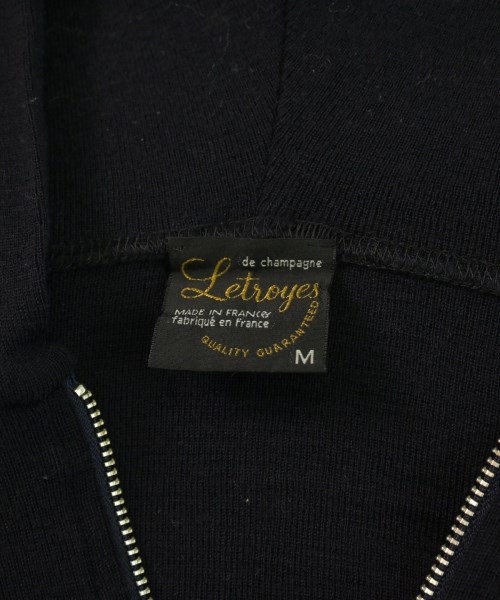 de champagne
Letroyes
MADE IN FRANCE
fabriqué en France
QUALITY GUARANTEED
M